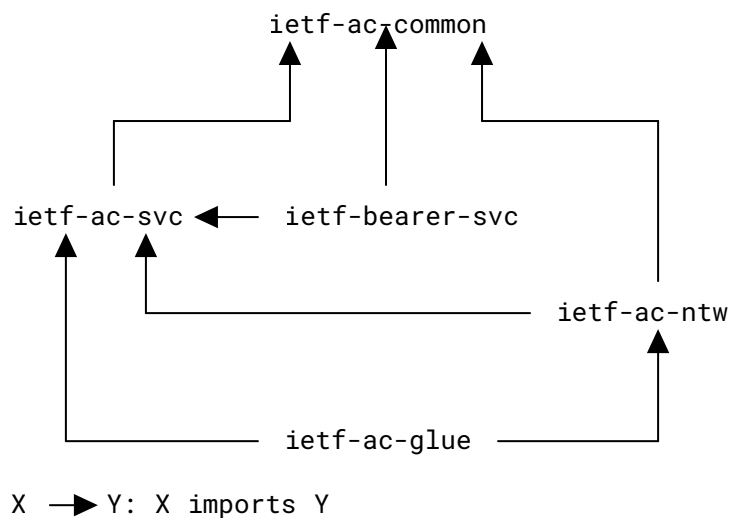 ietf-ac-common
ietf-ac-svc
ietf-bearer-svc
ietf-ac-ntw
ietf-ac-glue
X
Y: X imports Y